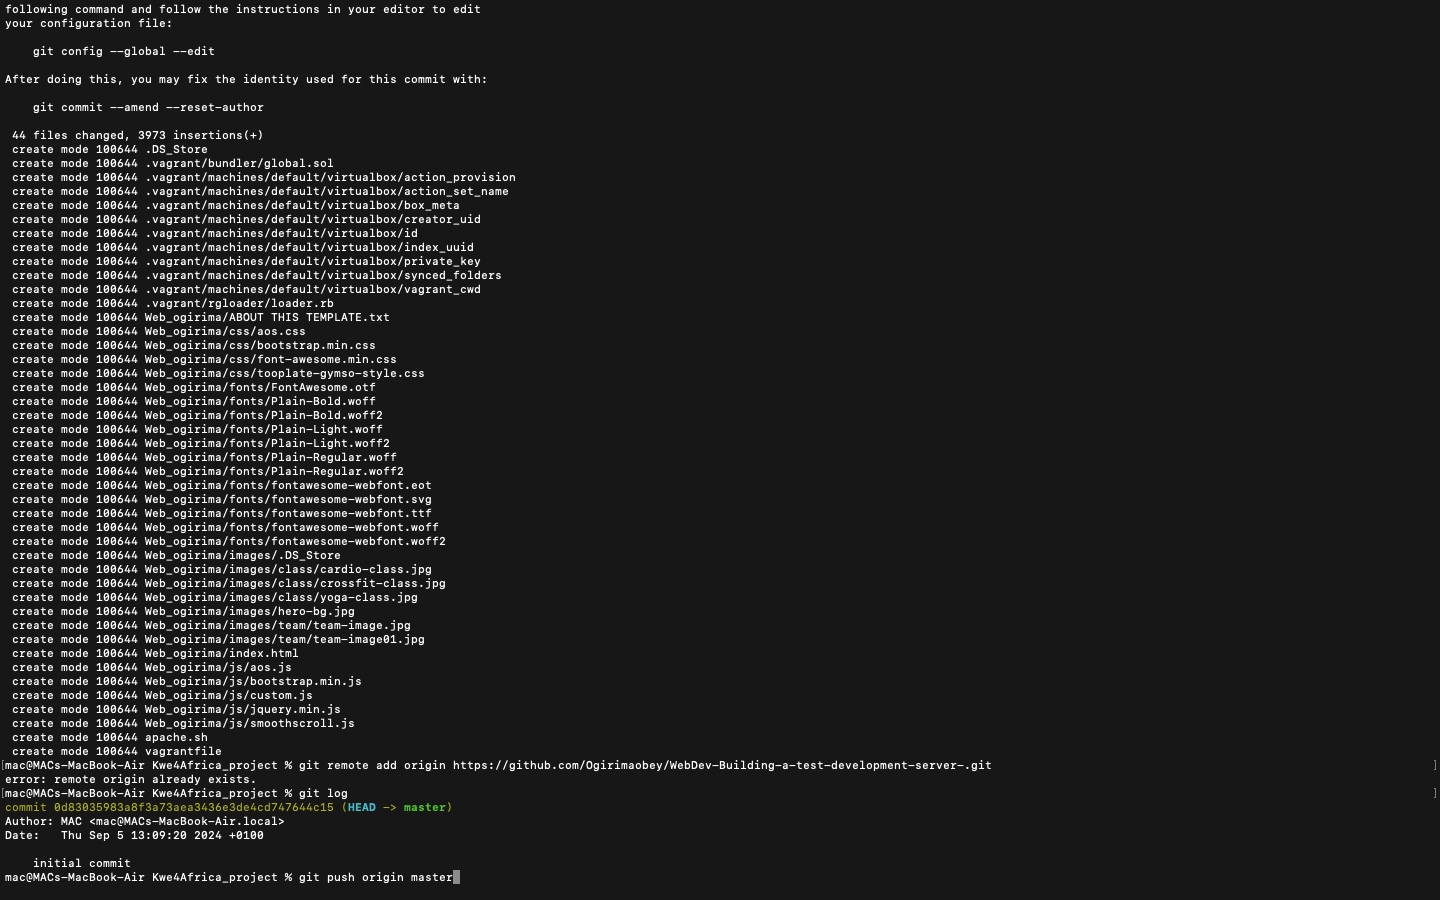 following command and follow the instructions in your editor to edit
your configuration file:
git config --global --edit
After doing this, you may fix the identity used for this commit with:
git commit --amend --reset-author
44 files changed, 3973 insertions(+)
create mode 100644 .DS_Store
create mode 100644 .vagrant/bundler/global.sol
create mode 100644 .vagrant/machines/default/virtualbox/action_provision
create mode 100644 .vagrant/machines/default/virtualbox/action_set_name
create mode 100644 .vagrant/machines/default/virtualbox/box_meta
create mode 100644 .vagrant/machines/default/virtualbox/creator_uid
create mode 100644 .vagrant/machines/default/virtualbox/id
create mode 100644 .vagrant/machines/default/virtualbox/index_uuid
create mode 100644 .vagrant/machines/default/virtualbox/private_key
create mode 100644 .vagrant/machines/default/virtualbox/synced_folders
create mode 100644 .vagrant/machines/default/virtualbox/vagrant_cwd
create mode 100644 .vagrant/rgloader/loader.rb
create mode 100644 Web_ogirima/ABOUT THIS TEMPLATE.txt
create mode 100644 Web_ogirima/css/aos.css
create mode 100644 Web_ogirima/css/bootstrap.min.css
create mode 100644 Web_ogirima/css/font-awesome.min.css
create mode 100644 Web_ogirima/css/tooplate-gymso-style.css
create mode 100644 Web_ogirima/fonts/FontAwesome.otf
create mode 100644 Web_ogirima/fonts/Plain-Bold.woff
create mode 100644 Web_ogirima/fonts/Plain-Bold.woff2
create mode 100644 Web_ogirima/fonts/Plain-Light.woff
create mode 100644 Web_ogirima/fonts/Plain-Light.woff2
create mode 100644 Web_ogirima/fonts/Plain-Regular.woff
create mode 100644 Web_ogirima/fonts/Plain-Regular.woff2
create mode 100644 Web_ogirima/fonts/fontawesome-webfont.eot
create mode 100644 Web_ogirima/fonts/fontawesome-webfont.svg
create mode 100644 Web_ogirima/fonts/fontawesome-webfont.ttf
create mode 100644 Web_ogirima/fonts/fontawesome-webfont.woff
create mode 100644 Web_ogirima/fonts/fontawesome-webfont.woff2
create mode 100644 Web_ogirima/images/.DS_Store
create mode 100644 Web_ogirima/images/class/cardio-class.jpg
create mode 100644 Web_ogirima/images/class/crossfit-class.jpg
create mode 100644 Web_ogirima/images/class/yoga-class.jpg
create mode 100644 Web_ogirima/images/hero-bg.jpg
create mode 100644 Web_ogirima/images/team/team-image.jpg
create mode 100644 Web_ogirima/images/team/team-image01.jpg
create mode 100644 Web_ogirima/index.html
create mode 100644 Web_ogirima/js/aos.js
create mode 100644 Web_ogirima/js/bootstrap.min.js
create mode 100644 Web_ogirima/js/custom.js
create mode 100644 Web_ogirima/js/jquery.min.js
create mode 100644 Web_ogirima/js/smoothscroll.js
create mode 100644 apache.sh
create mode 100644 vagrantfile
[mac@MACs-MacBook-Air Kwe4Africa_project % git remote add origin https://github.com/Ogirimaobey/WebDev-Building-a-test-development-server-.git ]
error: remote origin already exists.
[mac@MACs-MacBook-Air Kwe4Africa_project % git log ]
commit 0d83035983a8f3a73aea3436e3de4cd747644c15 (HEAD -> master)
Author: MAC <mac@MACs-MacBook-Air.local>
Date:   Thu Sep 5 13:09:20 2024 +0100
initial commit
mac@MACs-MacBook-Air Kwe4Africa_project % git push origin master